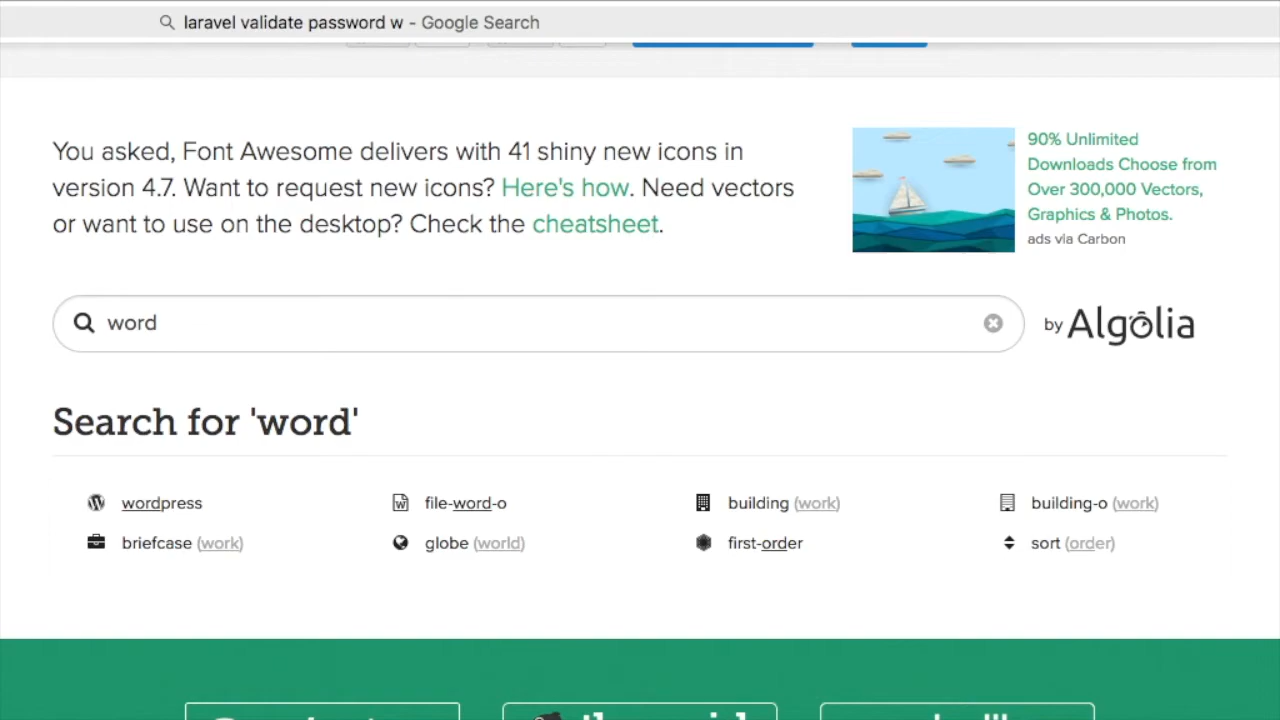 laravel validate password w - Google Search
You asked, Font Awesome delivers with 41 shiny new icons in
version 4.7. Want to request new icons? Here's how. Need vectors
or want to use on the desktop? Check the cheatsheet.
90% Unlimited
Downloads Choose from
Over 300,000 Vectors,
Graphics & Photos.
ads via Carbon
word
by Algolia
Search for 'word'
wordpress file-word-o building (work) building-o (work)
briefcase (work) globe (world) first-order sort (order)